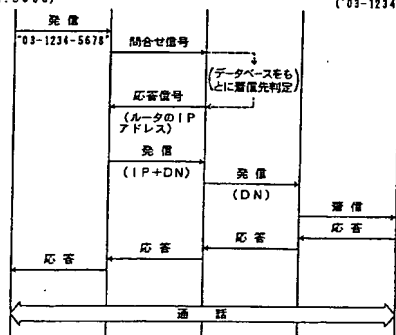 発信
"03-1234-5678"
問合せ信号
(データベースをも
とに着信先判定)
応答信号
(ルータのIP
アドレス)
発信
(IP+DN)
発信
(DN)
着信
応答
応答
応答
応答
通話